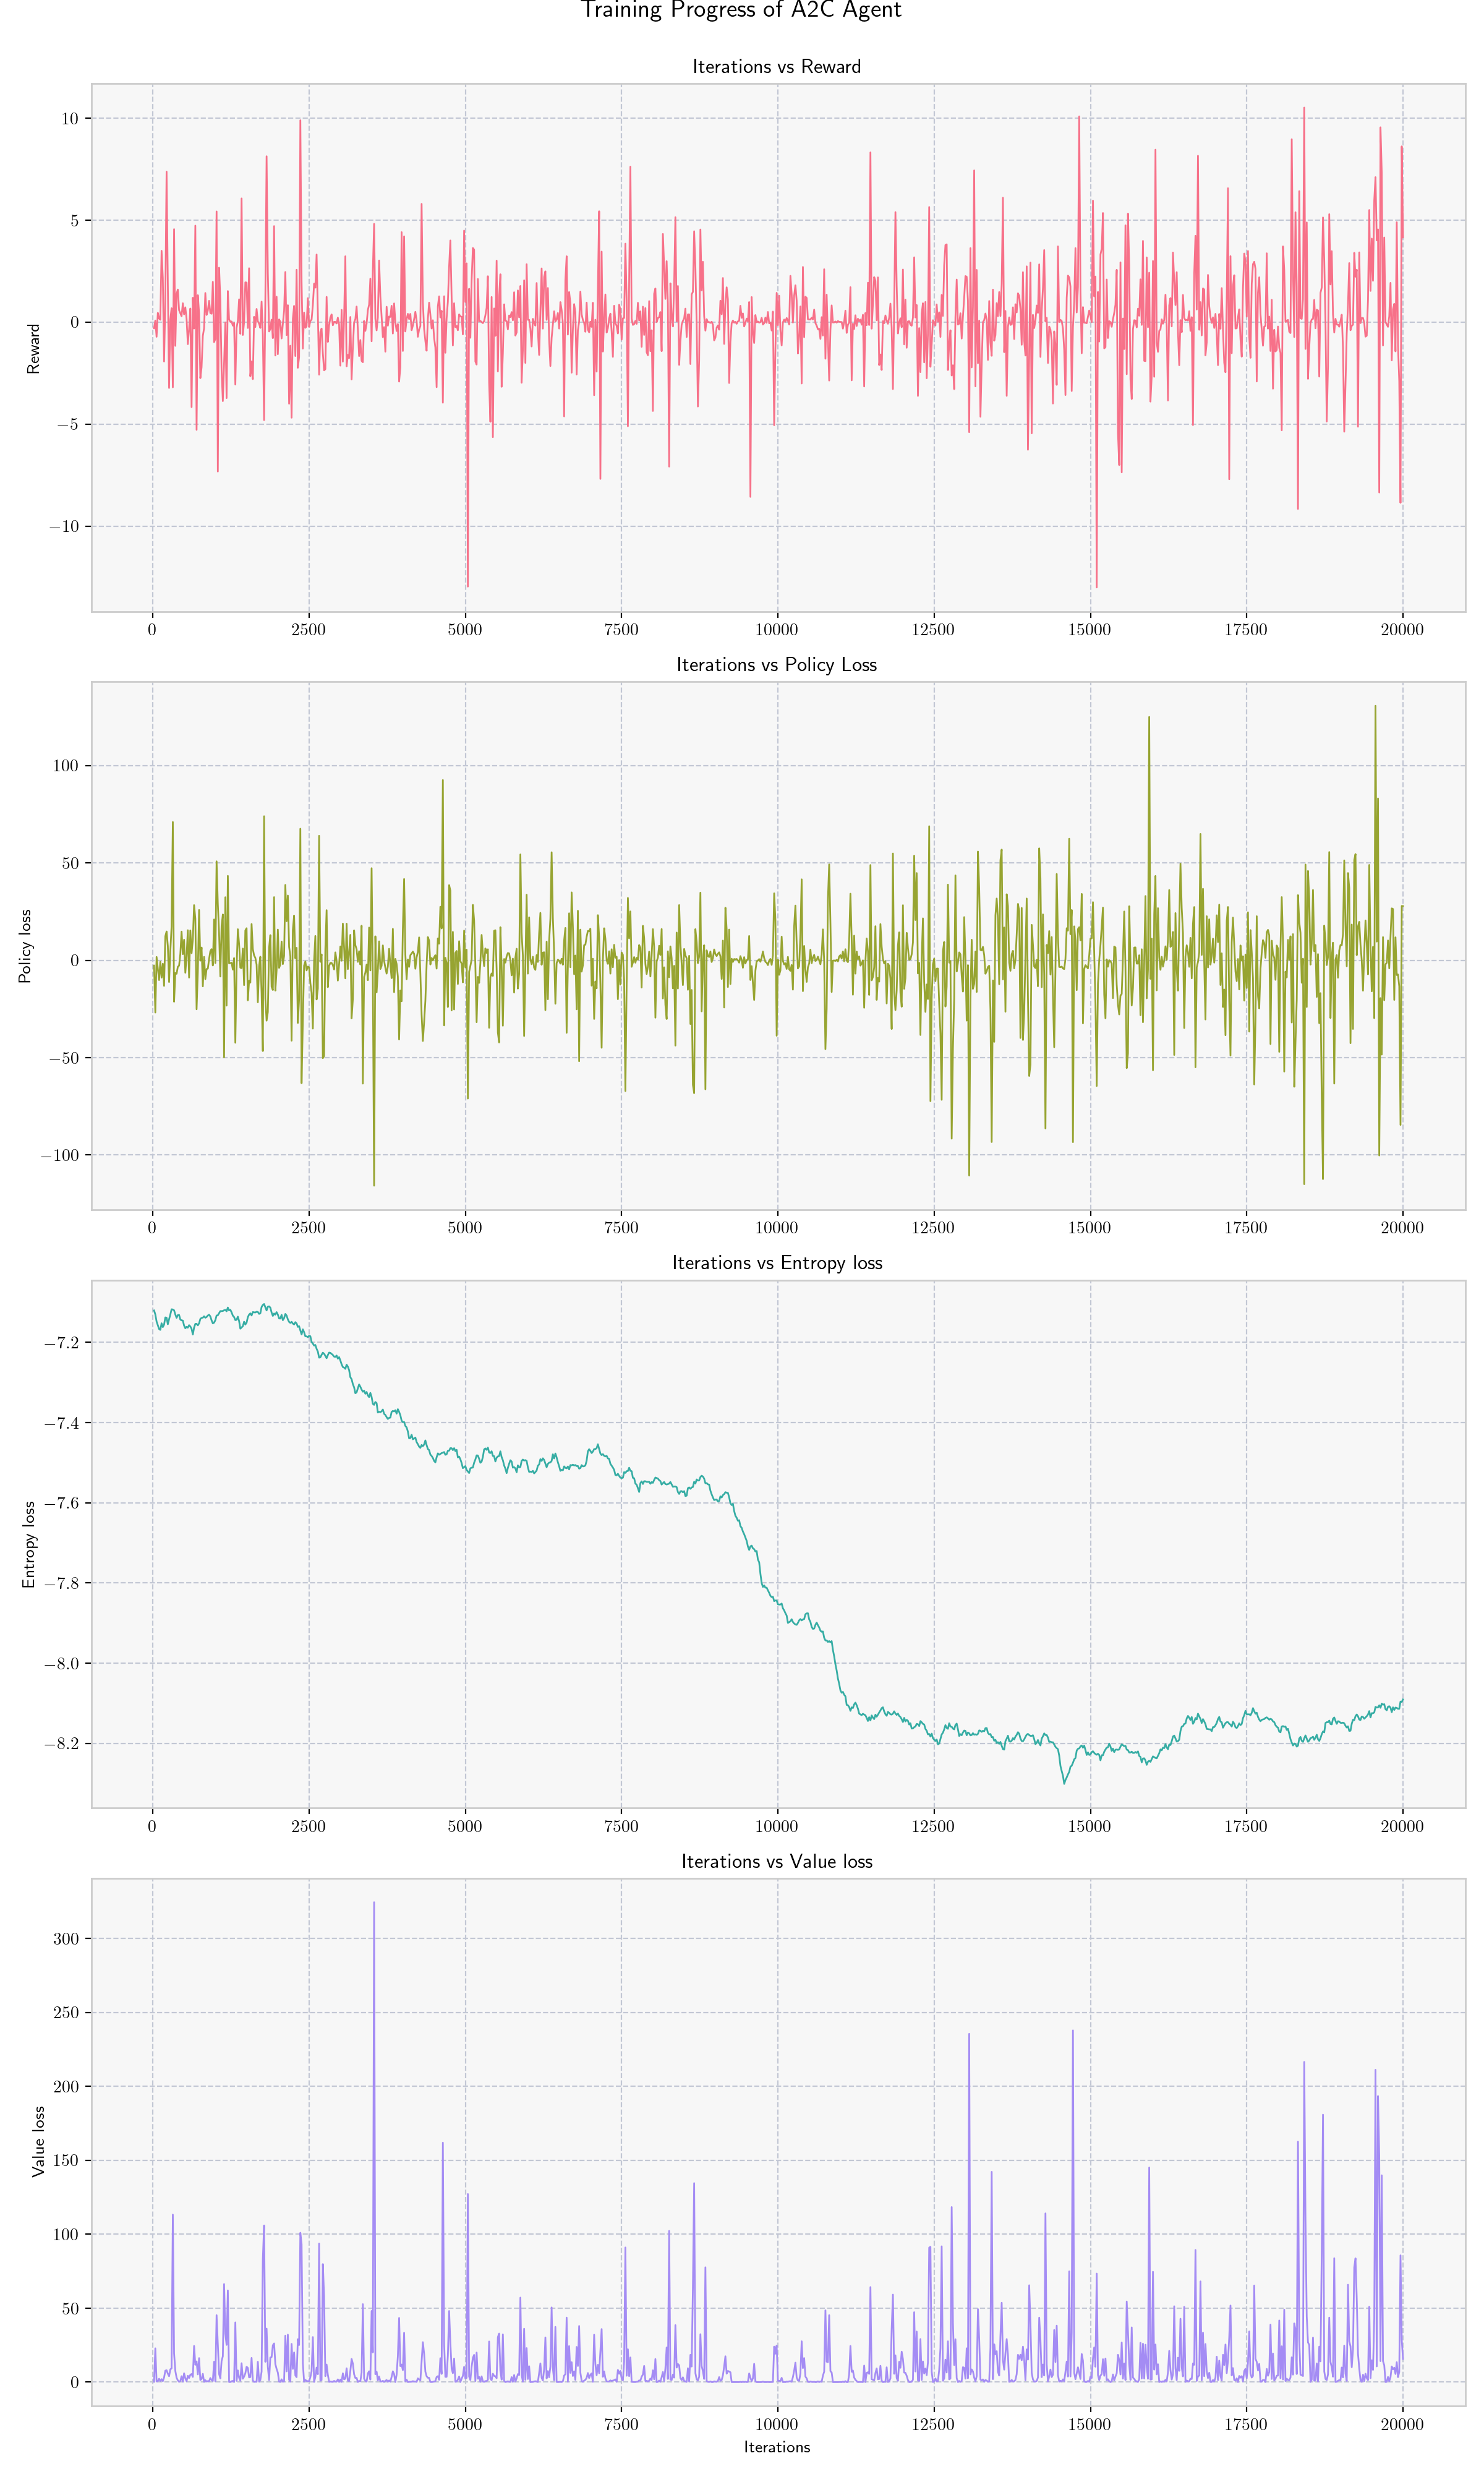 Training Progress of A2C Agent
Iterations vs Reward
Reward
10
5
0
−5
−10
0 2500 5000 7500 10000 12500 15000 17500 20000
Iterations vs Policy Loss
Policy loss
100
50
0
−50
−100
0 2500 5000 7500 10000 12500 15000 17500 20000
Iterations vs Entropy loss
Entropy loss
−7.2
−7.4
−7.6
−7.8
−8.0
−8.2
0 2500 5000 7500 10000 12500 15000 17500 20000
Iterations vs Value loss
Value loss
300
250
200
150
100
50
0
0 2500 5000 7500 10000 12500 15000 17500 20000
Iterations